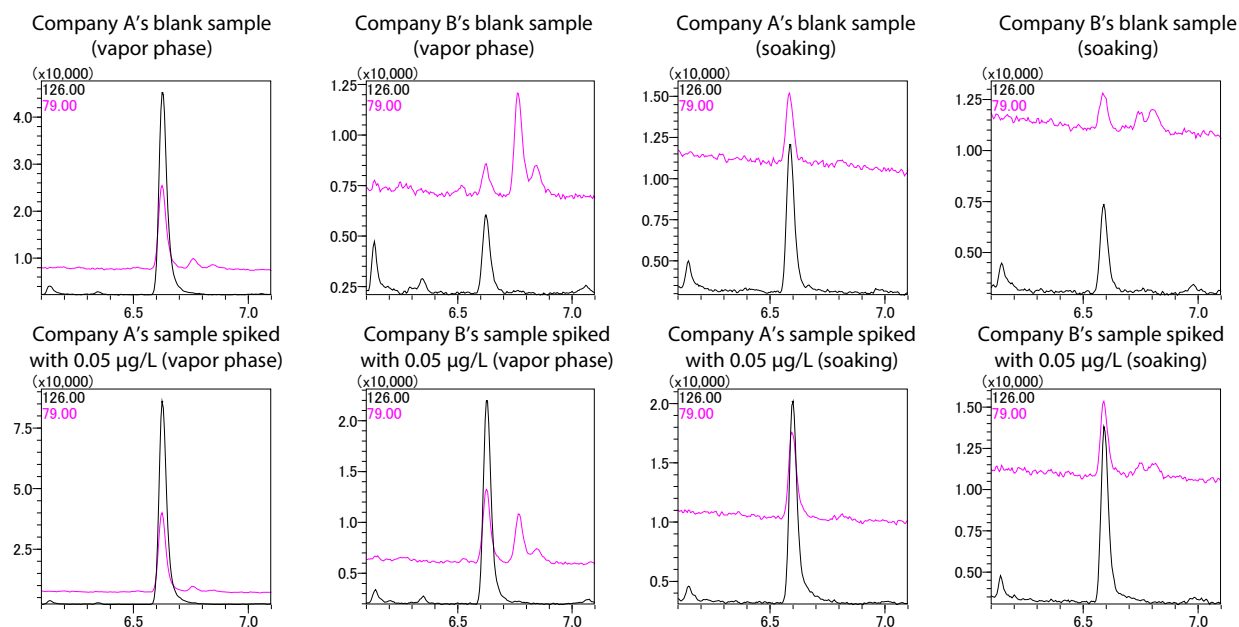 Company A's blank sample
(vapor phase)
(x10,000)
126.00
79.00
4.0
3.0
2.0
1.0
6.5
7.0
Company B's blank sample
(vapor phase)
(x10,000)
1.25
126.00
79.00
1.00
0.75
0.50
0.25
6.5
7.0
Company A's blank sample
(soaking)
(x10,000)
126.00
79.00
1.50
1.25
1.00
0.75
0.50
6.5
7.0
Company B's blank sample
(soaking)
(x10,000)
126.00
79.00
1.25
1.00
0.75
0.50
6.5
7.0
Company A's sample spiked
with 0.05 µg/L (vapor phase)
(x10,000)
126.00
79.00
7.5
5.0
2.5
6.5
7.0
Company B's sample spiked
with 0.05 µg/L (vapor phase)
(x10,000)
126.00
79.00
2.0
1.5
1.0
0.5
6.5
7.0
Company A's sample spiked
with 0.05 µg/L (soaking)
(x10,000)
126.00
79.00
2.0
1.5
1.0
0.5
6.5
7.0
Company B's sample spiked
with 0.05 µg/L (soaking)
(x10,000)
126.00
79.00
1.50
1.25
1.00
0.75
0.50
6.5
7.0